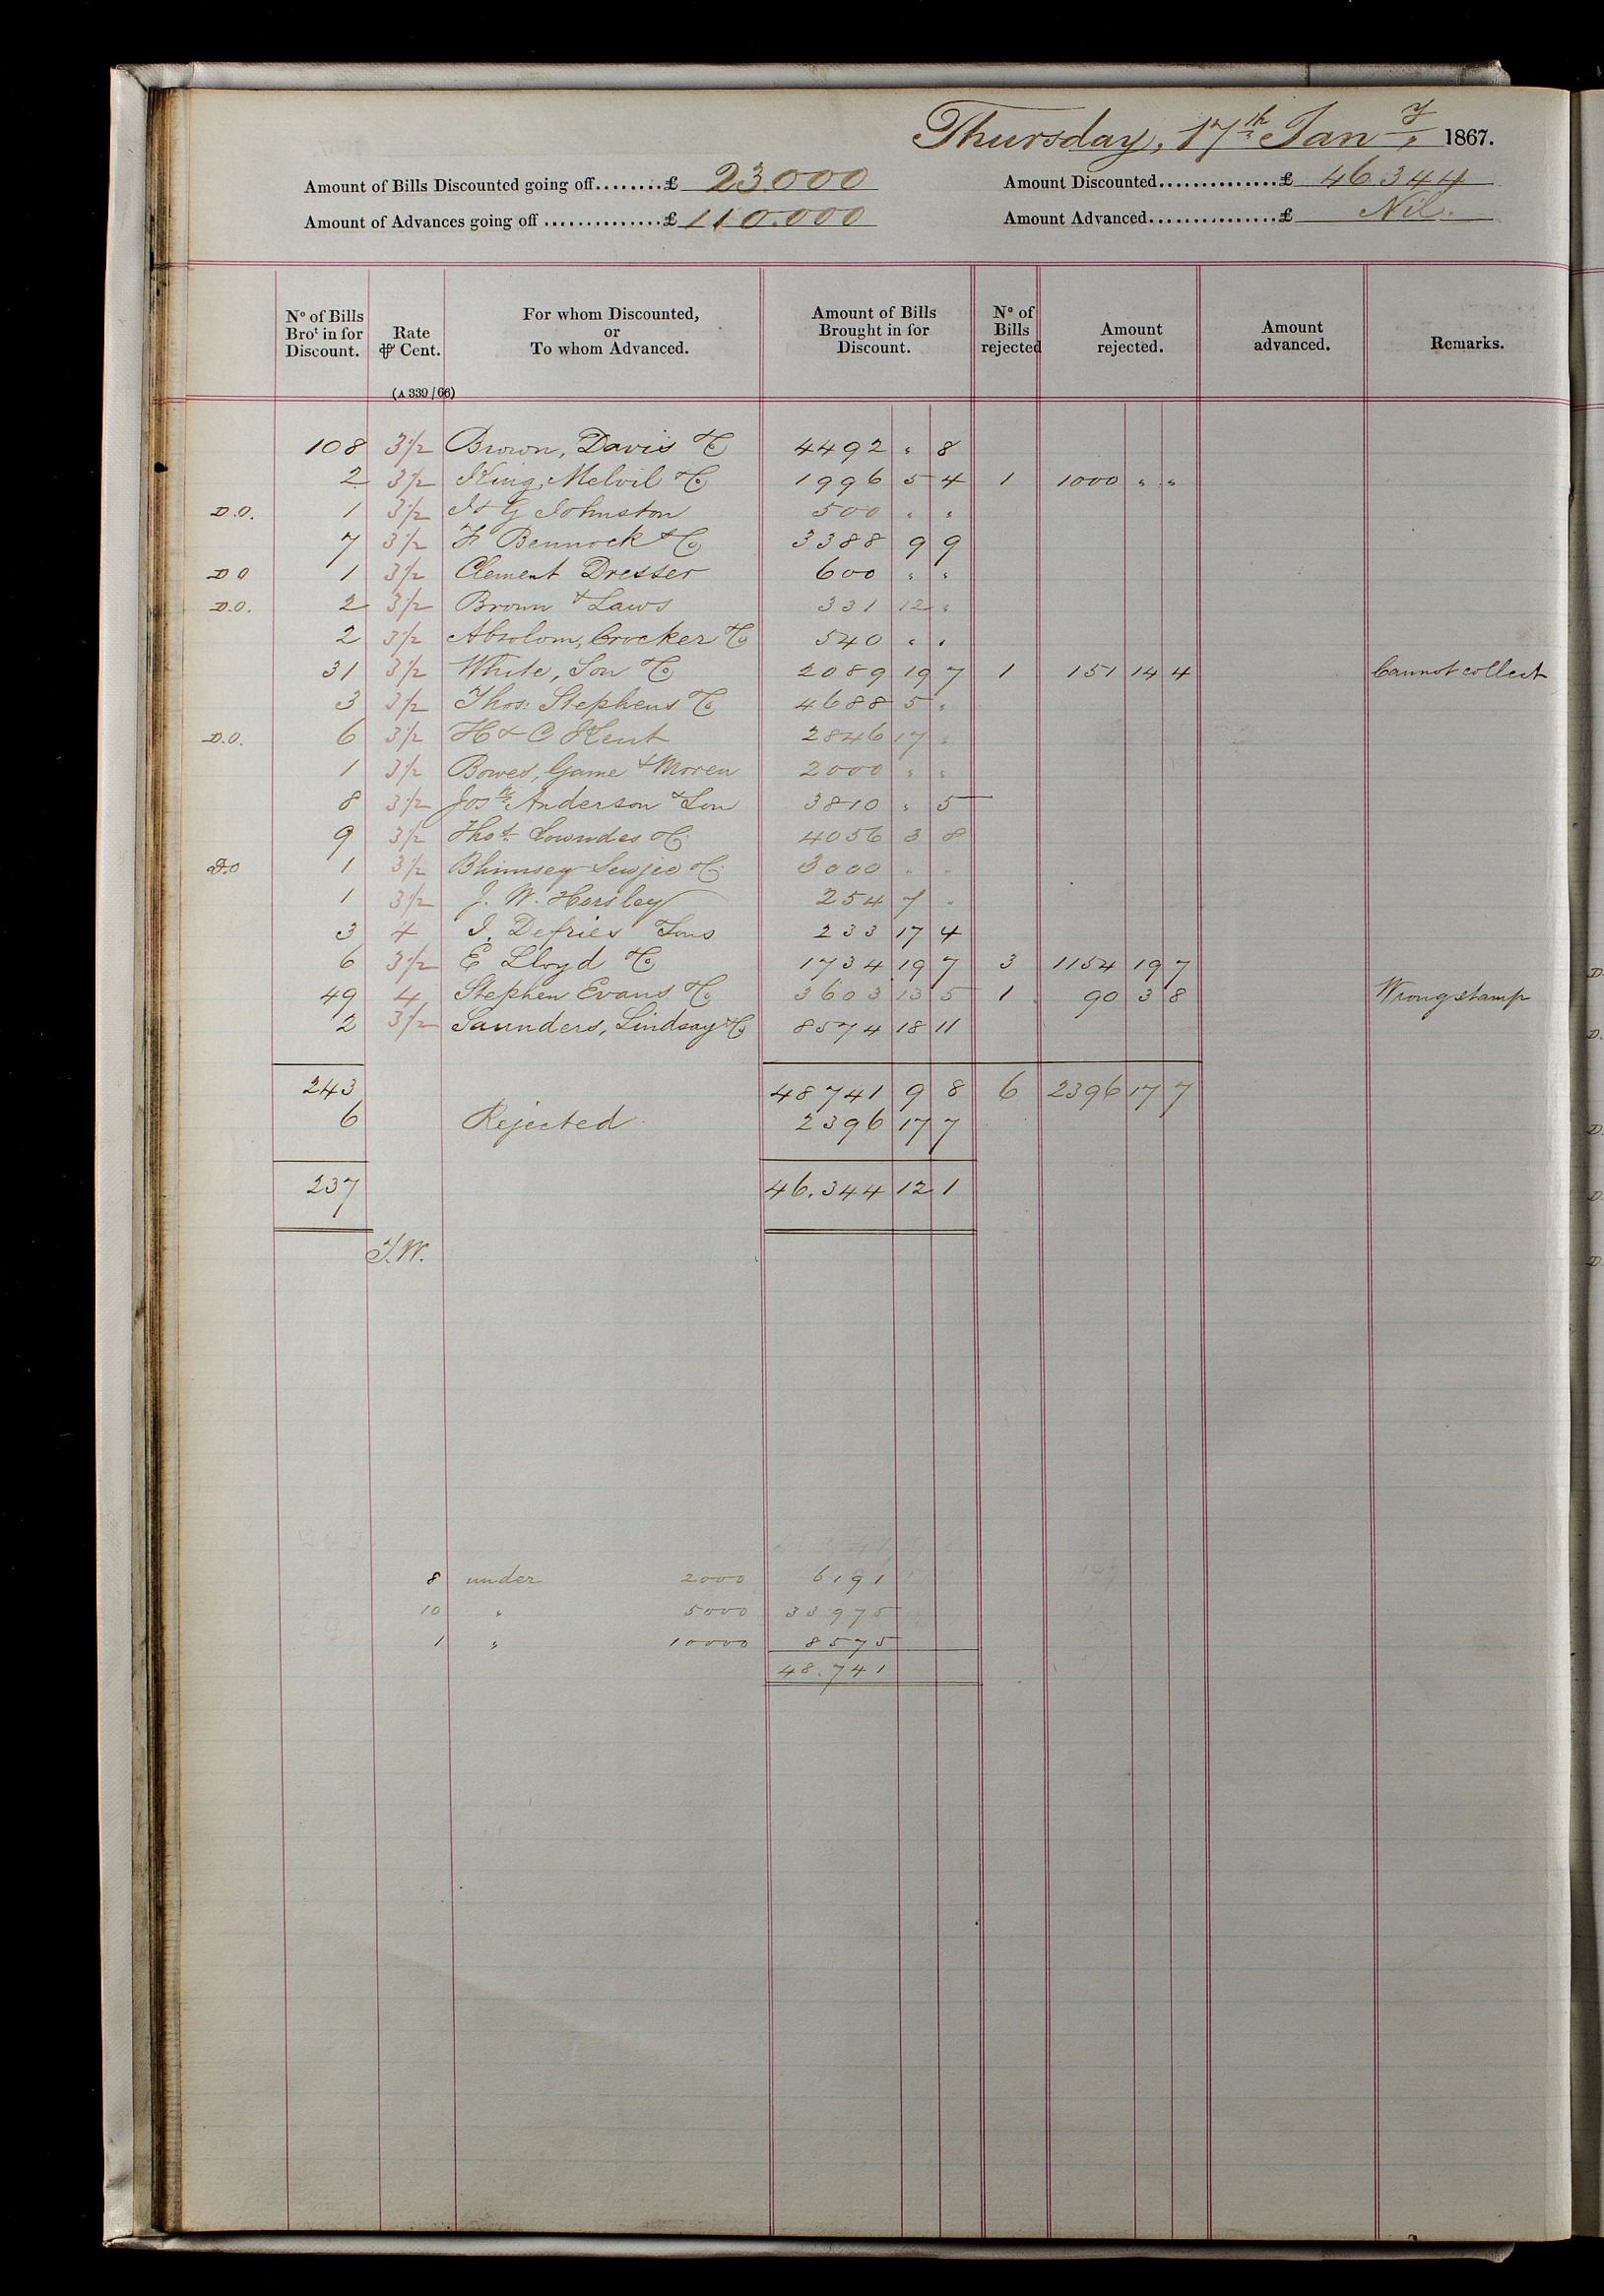 Thursday, 17th Jany 1867.
Amount of Bills Discounted going off........£ 23000 Amount Discounted..............£ 46344
Amount of Advances going off ..............£ 110.000 Amount Advanced...............£ Nil.
No of Bills Brot in for Discount. Rate ⅌ Cent. For whom Discounted, or To whom Advanced. Amount of Bills Brought in for Discount. No of Bills rejected Amount rejected. Amount advanced. Remarks.
(A 339/66)
108 3½ Brown, Davis & Co 4492 " 8
2 3½ King, Melvil & Co 1996 5 4 1 1000 " "
D.O. 1 3½ J & G Johnston 500 " "
7 3½ F Bennock & Co 3388 9 9
D O 1 3½ Clement Dresser 600 " "
D.O. 2 3½ Brown & Laws 331 12 "
2 3½ Absolom, Crocker & Co 540 " "
31 3½ White, Son & Co 2089 19 7 1 151 14 4 Cannot collect
3 3½ Thos: Stephens & Co 4688 5 "
D.O. 6 3½ H & C Kent 2846 17 "
1 3½ Bowes, Game & Moren 2000 " "
8 3½ Josh Anderson & Son 3810 " 5
9 3½ Thos Lowndes & Co 4056 3 8
D.O 1 3½ Bhimsey & Co 3000 " "
1 3½ J. W. Horsley 254 7 "
3 4 J. Defries & Sons 233 17 4
6 3½ E Lloyd & Co 1734 19 7 3 1154 19 7
49 4 Stephen Evans & Co 3603 13 5 1 90 3 8 Wrong stamp
2 3½ Saunders, Lindsay & Co 8574 18 11
243 48741 9 8 6 2396 17 7
6 Rejected 2396 17 7
237 46.344 12 1
T.W.
8 under 2000 6191
10 " 5000 33975
1 " 10000 8575
48.741